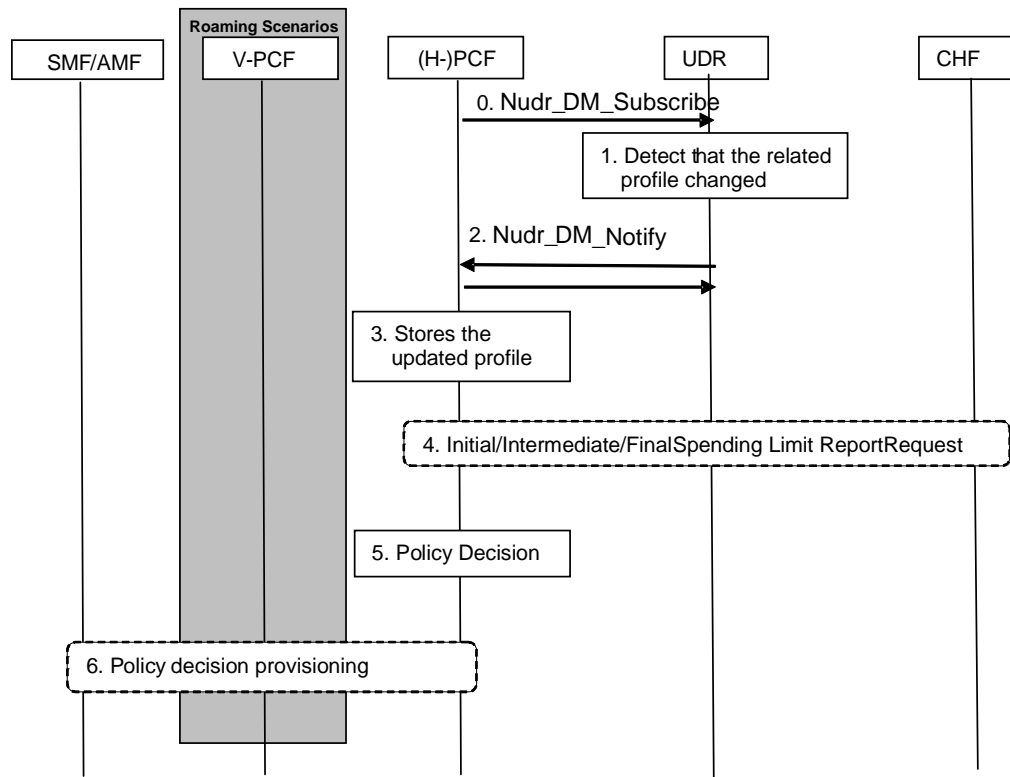 Roaming Scenarios
SMF/AMF
V-PCF
(H-)PCF
UDR
CHF
0. Nudr_DM_Subscribe
1. Detect that the related
profile changed
2. Nudr_DM_Notify
3. Stores the
updated profile
4. Initial/Intermediate/FinalSpending Limit ReportRequest
5. Policy Decision
6. Policy decision provisioning